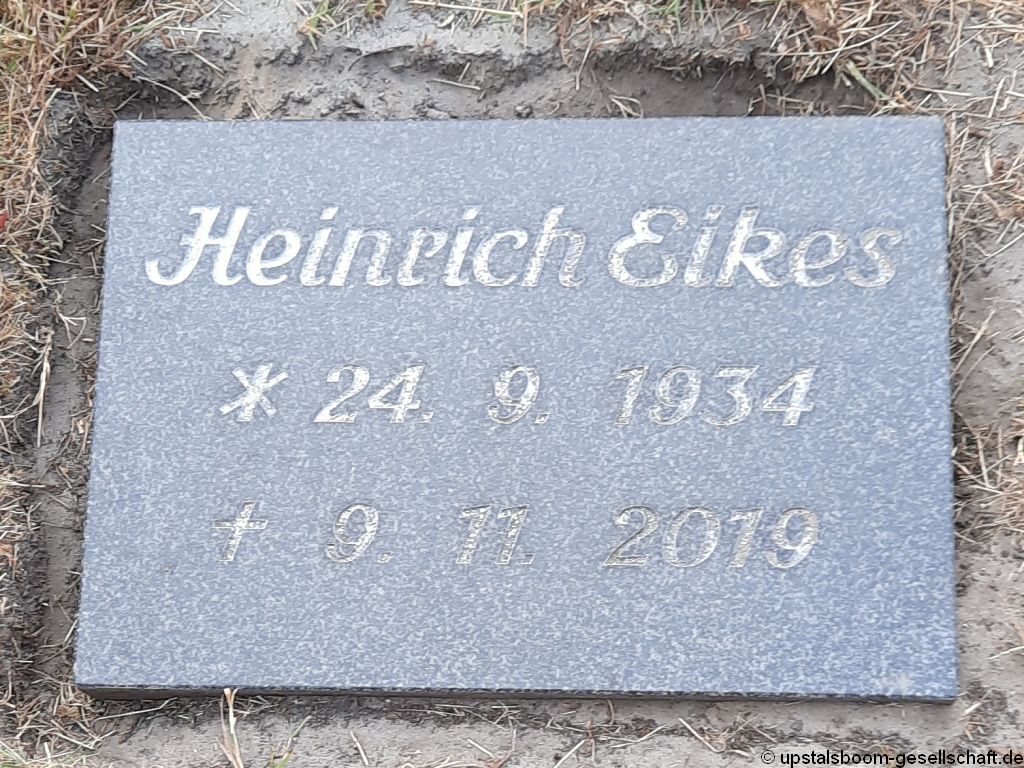 Heinrich Eikes
* 24. 9. 1934
† 9. 11. 2019
© upstalsboom-gesellschaft.de